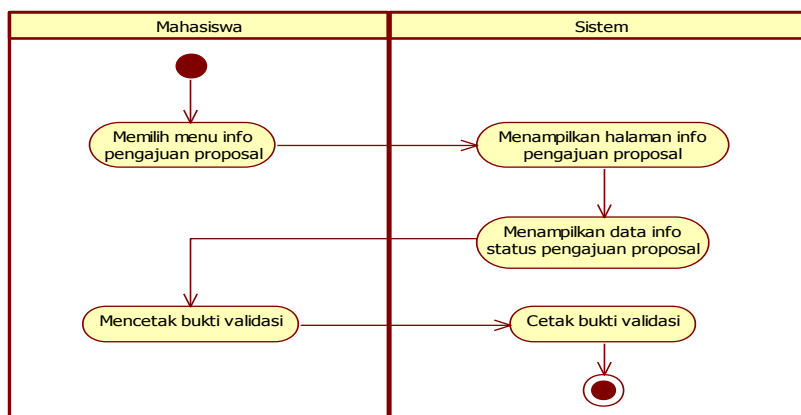 Mahasiswa
Sistem
Memilih menu info
pengajuan proposal
Menampilkan halaman info
pengajuan proposal
Menampilkan data info
status pengajuan proposal
Mencetak bukti validasi
Cetak bukti validasi